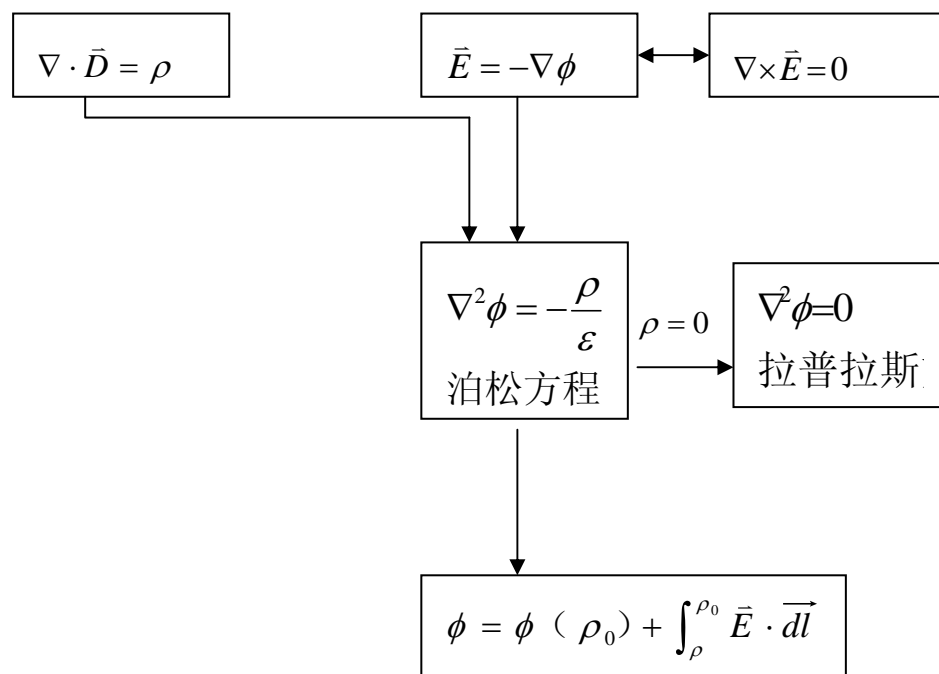 ∇ · D⃗ = ρ
E⃗ = −∇ϕ
∇×E⃗=0
∇²ϕ = −ρ/ε
泊松方程
ρ = 0
∇²ϕ=0
拉普拉斯
ϕ = ϕ（ρ₀）+ ∫_ρ^ρ₀ E⃗ · dl⃗